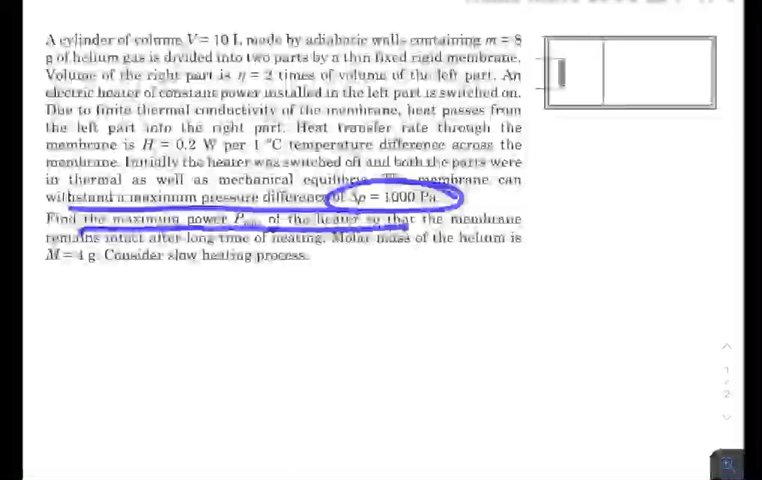 A cylinder of volume V = 10 L made by adiabatic walls containing m = 8
g of helium gas is divided into two parts by a thin fixed rigid membrane.
Volume of the right part is η = 2 times of volume of the left part. An
electric heater of constant power installed in the left part is switched on.
Due to finite thermal conductivity of the membrane, heat passes from
the left part into the right part. Heat transfer rate through the
membrane is H = 0.2 W per 1 °C temperature difference across the
membrane. Initially the heater was switched off and both the parts were
in thermal as well as mechanical equilibrium. The membrane can
withstand a maximum pressure difference of Δp = 1000 Pa.
Find the maximum power of the heater so that the membrane
remains intact after long time of heating. Molar mass of the helium is
M = 4 g. Consider slow heating process.
1
2